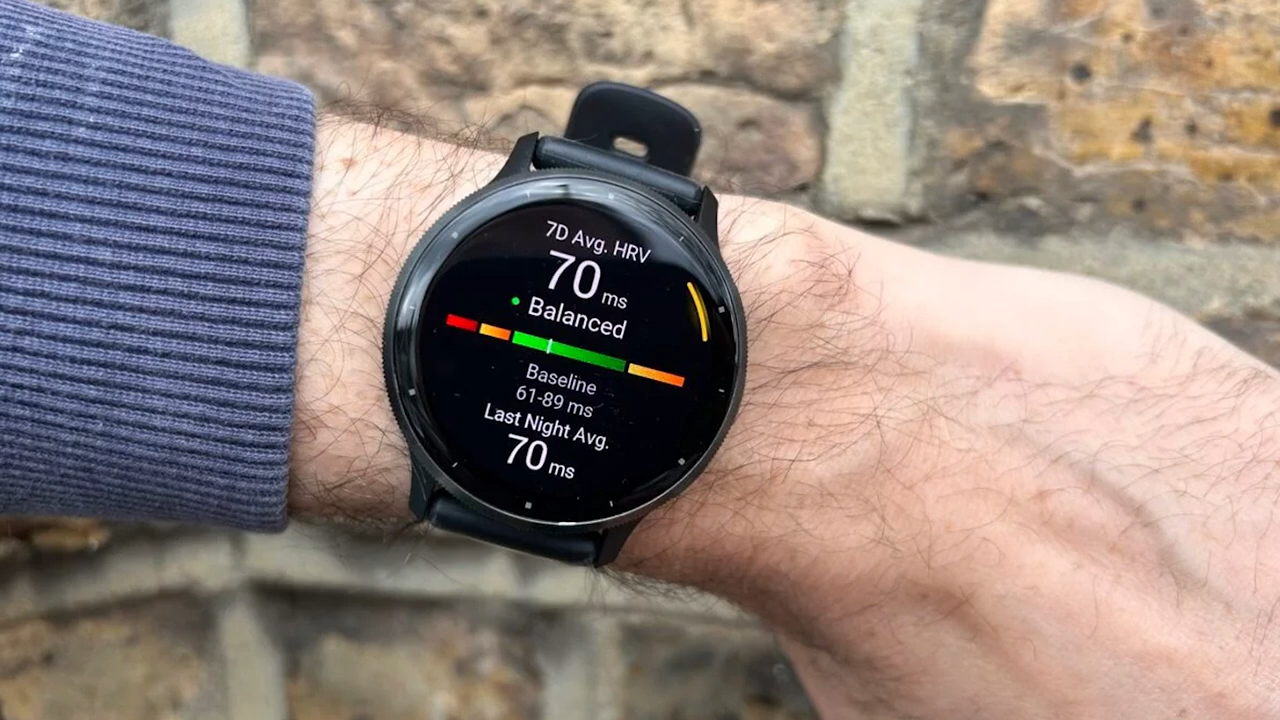 7D Avg. HRV
70 ms
Balanced
Baseline
61-89 ms
Last Night Avg.
70 ms